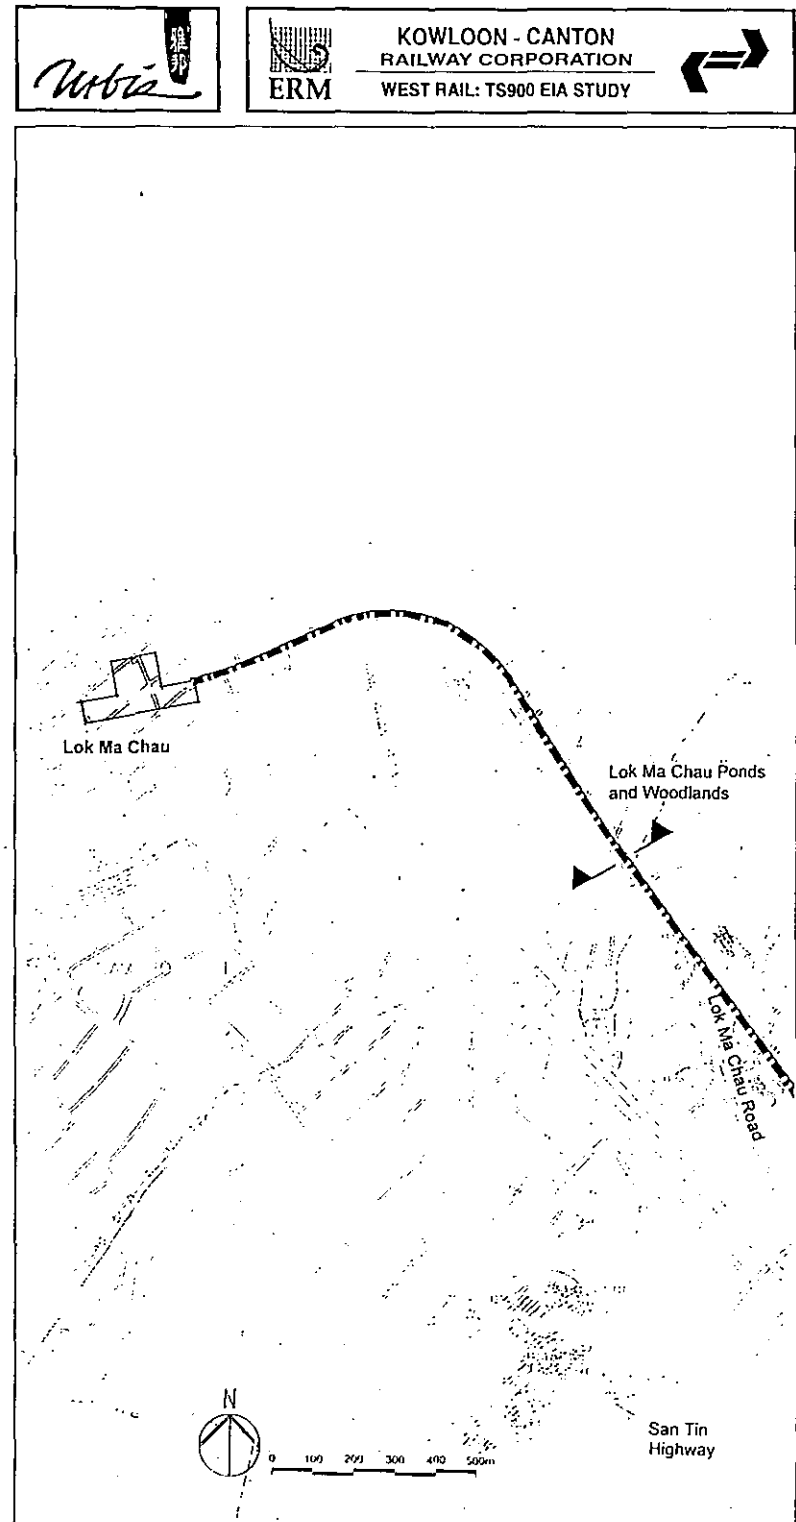 Urbis
雅邦
ERM
KOWLOON - CANTON
RAILWAY CORPORATION
WEST RAIL: TS900 EIA STUDY
Lok Ma Chau
Lok Ma Chau Ponds
and Woodlands
Lok Ma Chau Road
San Tin
Highway
N
0 100 200 300 400 500m